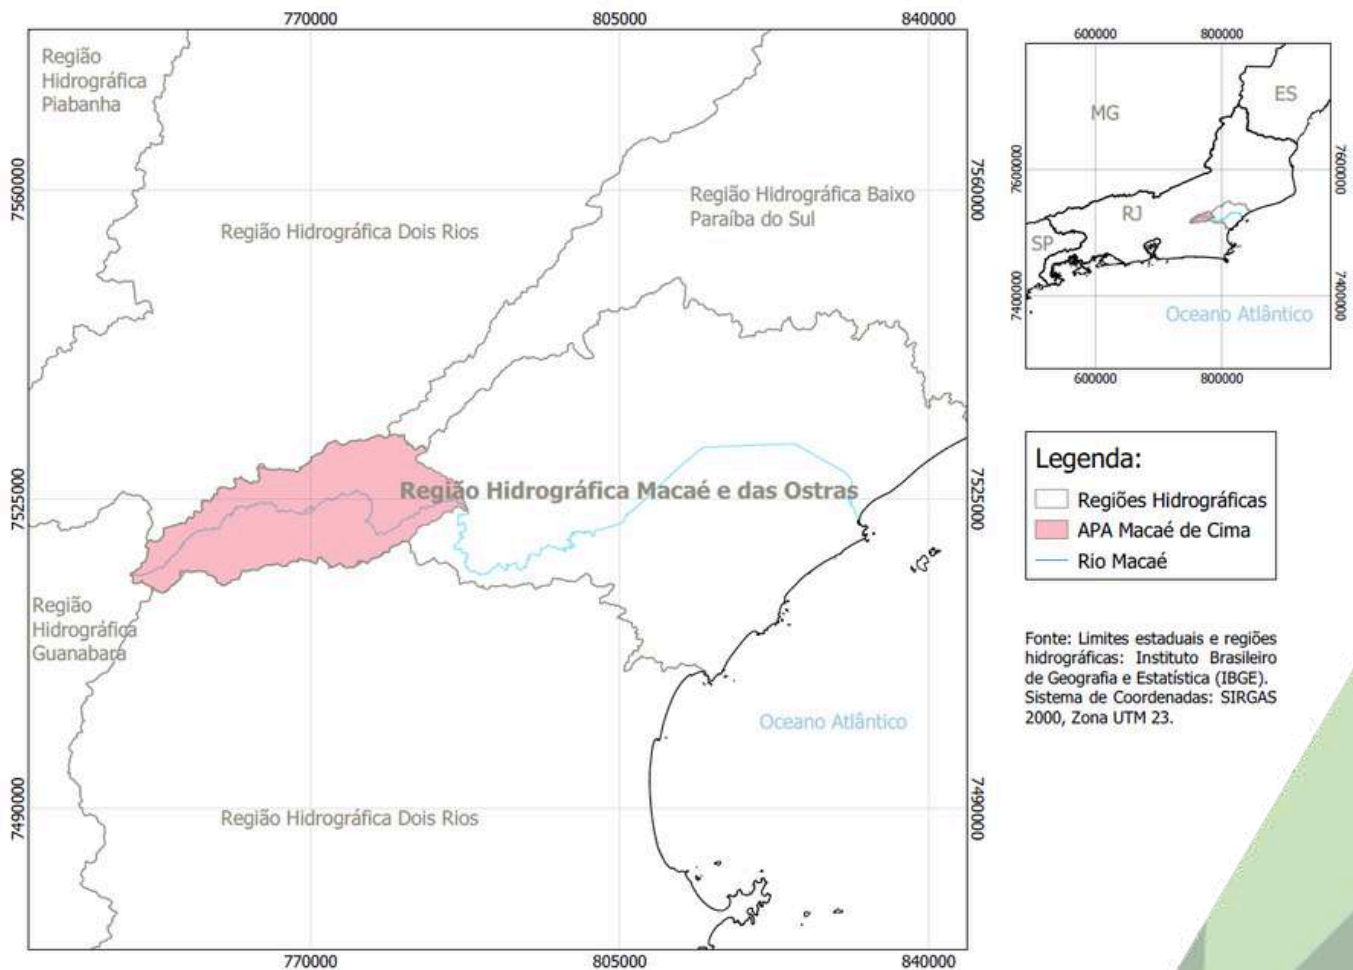 770000
805000
840000
Região
Hidrográfica
Piabanha
7560000
7560000
Região Hidrográfica Dois Rios
Região Hidrográfica Baixo
Paraíba do Sul
7525000
Região Hidrográfica Macaé e das Ostras
7525000
Região
Hidrográfica
Guanabara
Oceano Atlântico
7490000
7490000
Região Hidrográfica Dois Rios
770000
805000
840000
600000
800000
MG
ES
7600000
7600000
RJ
SP
7400000
7400000
Oceano Atlântico
600000
800000
Legenda:
Regiões Hidrográficas
APA Macaé de Cima
Rio Macaé
Fonte: Limites estaduais e regiões
hidrográficas: Instituto Brasileiro
de Geografia e Estatística (IBGE).
Sistema de Coordenadas: SIRGAS
2000, Zona UTM 23.